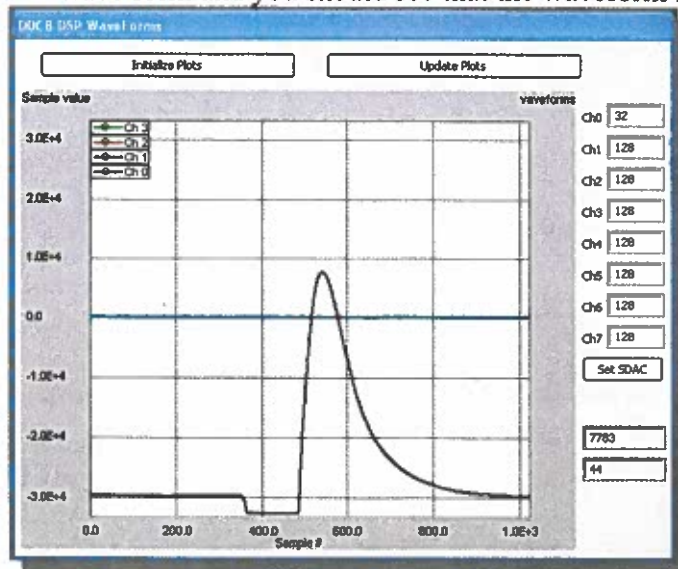 DDC8 DSP WaveForms
Initialize Plots
Update Plots
Sample value
waveforms
3.0E+4
2.0E+4
1.0E+4
0.0
-1.0E+4
-2.0E+4
-3.0E+4
Ch 3
Ch 2
Ch 1
Ch 0
0.0
200.0
400.0
600.0
800.0
1.0E+3
Sample #
Ch0 32
Ch1 128
Ch2 128
Ch3 128
Ch4 128
Ch5 128
Ch6 128
Ch7 128
Set SDAC
7783
44